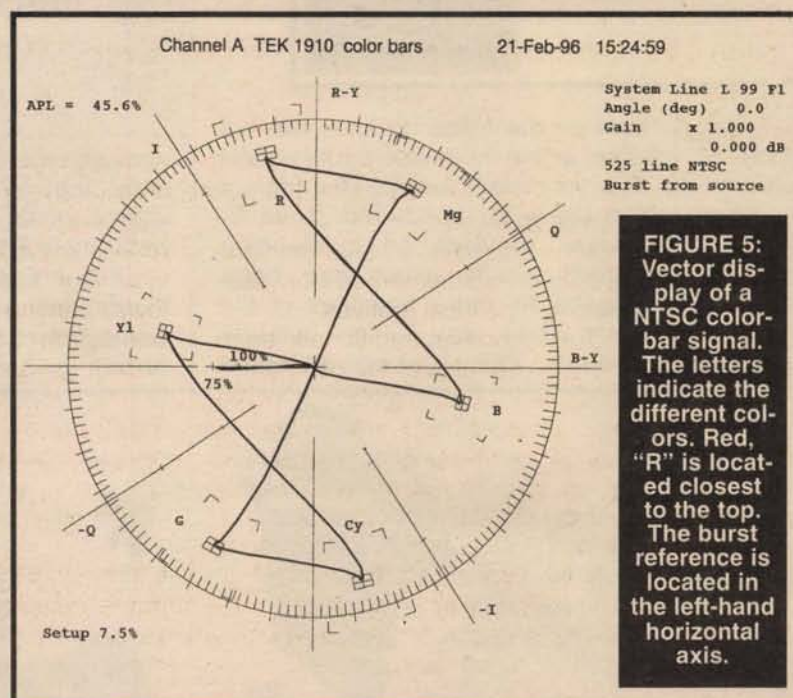 Channel A TEK 1910 color bars 21-Feb-96 15:24:59
APL = 45.6%
R-Y
System Line L 99 F1
Angle (deg) 0.0
Gain x 1.000
0.000 dB
525 line NTSC
Burst from source
I
R
Mg
Q
Yl
100%
75%
B-Y
B
G
Cy
-Q
-I
Setup 7.5%
FIGURE 5:
Vector dis-
play of a
NTSC color-
bar signal.
The letters
indicate the
different col-
ors. Red,
“R” is locat-
ed closest
to the top.
The burst
reference is
located in
the left-hand
horizontal
axis.